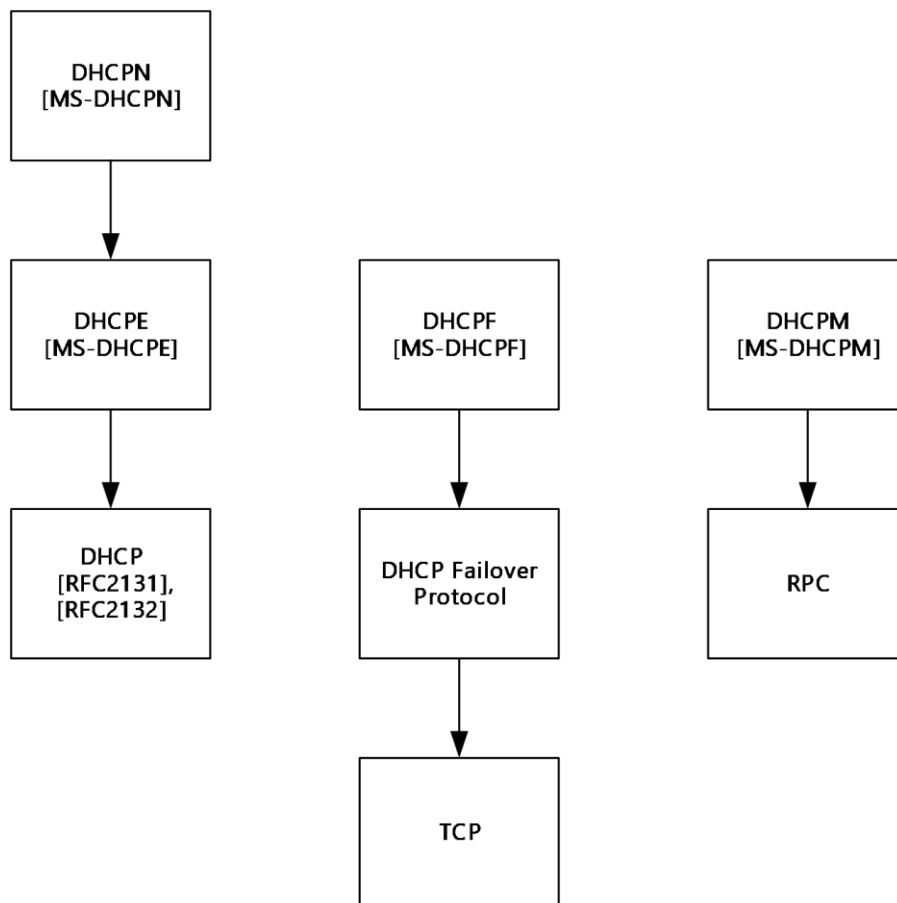 DHCPN
[MS-DHCPN]
DHCPE
[MS-DHCPE]
DHCPF
[MS-DHCPF]
DHCPM
[MS-DHCPM]
DHCP
[RFC2131],
[RFC2132]
DHCP Failover
Protocol
RPC
TCP